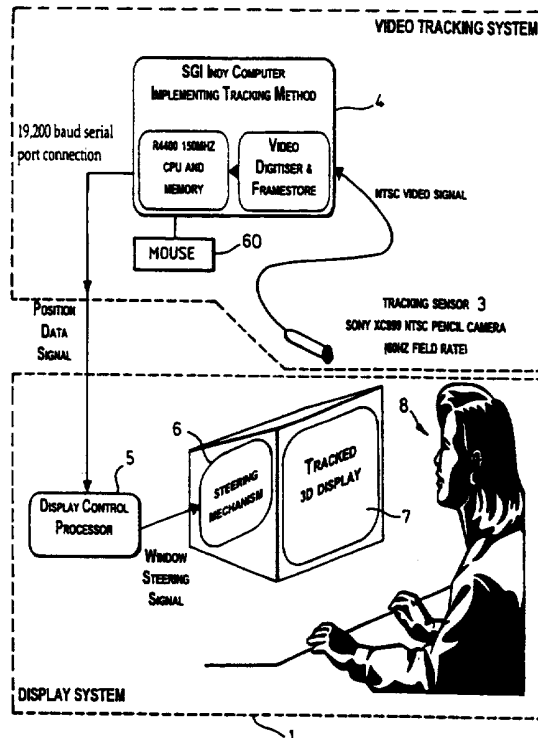 VIDEO TRACKING SYSTEM
SGI INDY COMPUTER
IMPLEMENTING TRACKING METHOD
4
19,200 baud serial
port connection
R4400 150MHZ
CPU AND
MEMORY
VIDEO
DIGITISER &
FRAMESTORE
NTSC VIDEO SIGNAL
MOUSE
60
POSITION
DATA
SIGNAL
TRACKING SENSOR 3
SONY XC999 NTSC PENCIL CAMERA
(60HZ FIELD RATE)
8
6
5
STEERING
MECHANISM
TRACKED
3D DISPLAY
DISPLAY CONTROL
PROCESSOR
7
WINDOW
STEERING
SIGNAL
DISPLAY SYSTEM
1